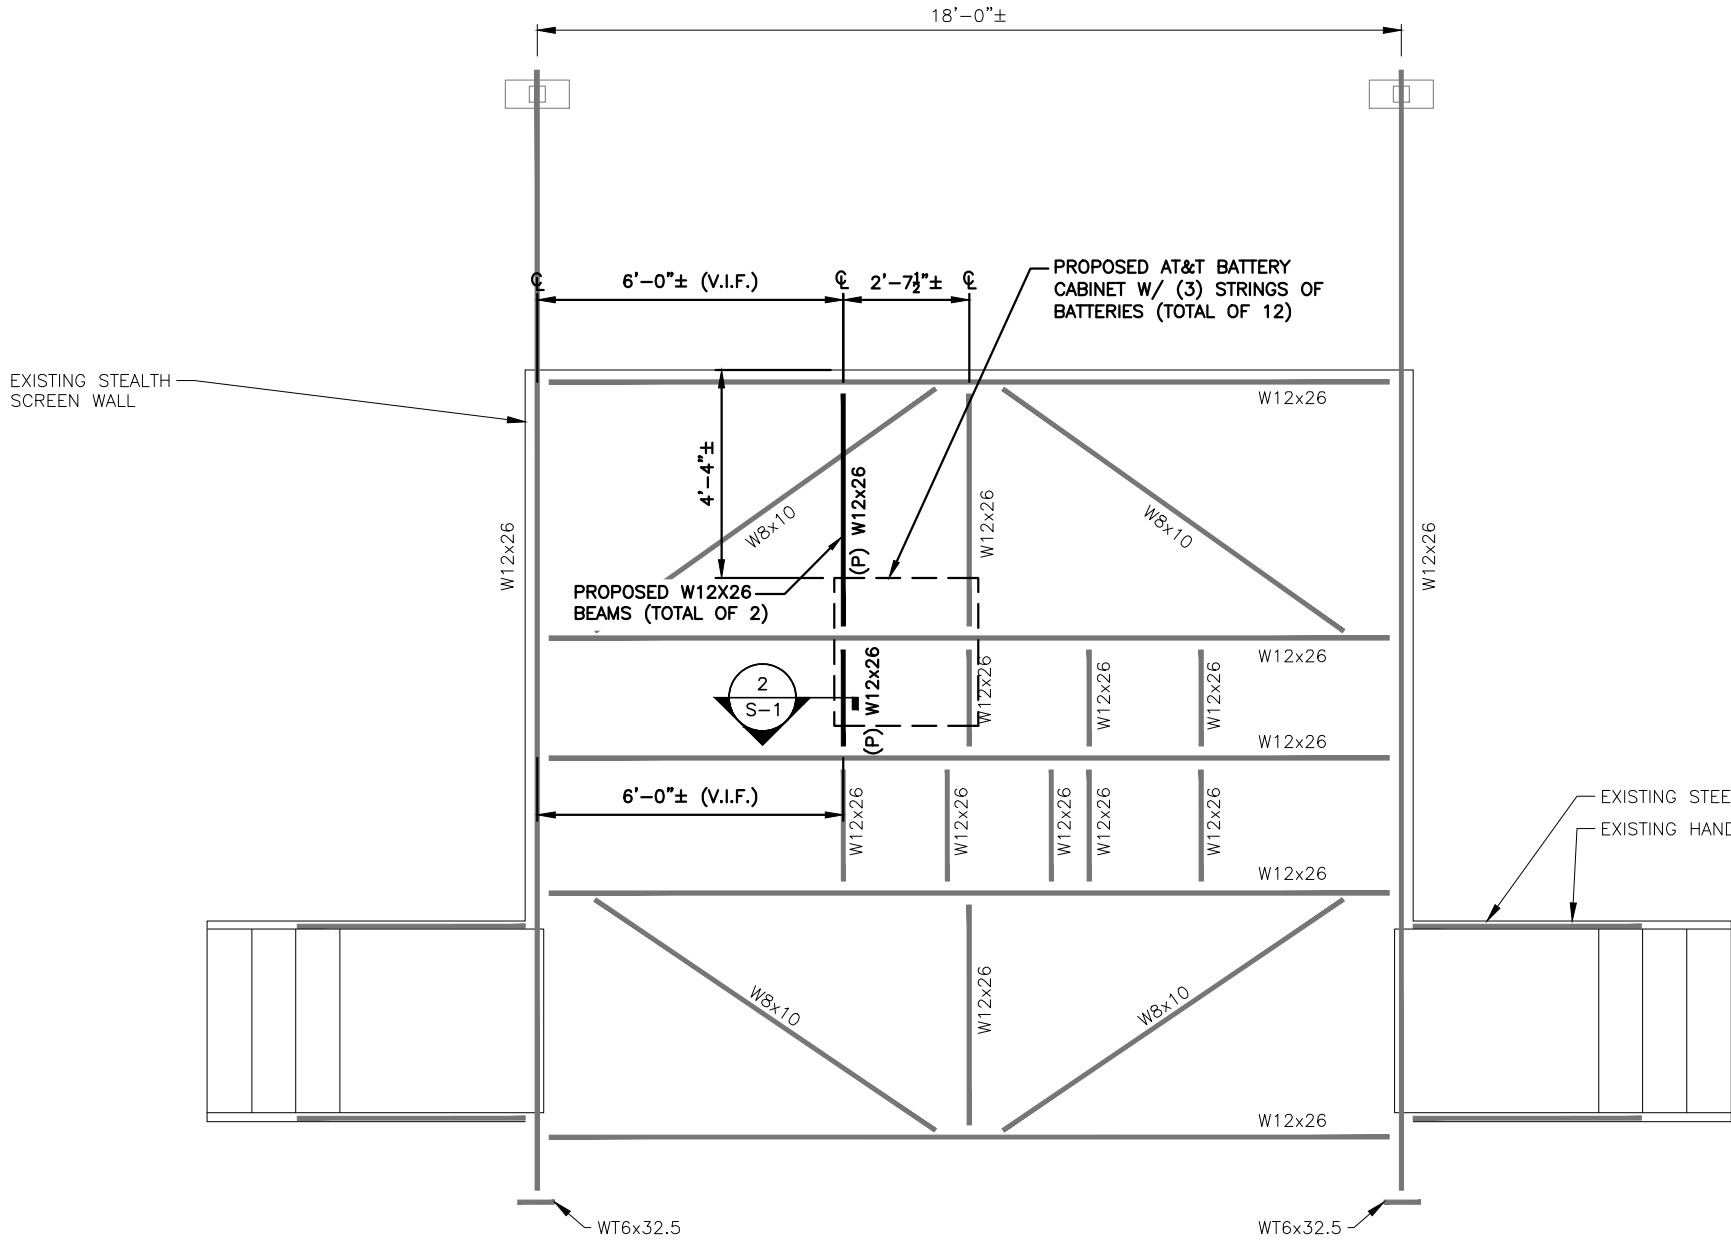 18'-0"±
6'-0"± (V.I.F.)
2'-7½"±
PROPOSED AT&T BATTERY
CABINET W/ (3) STRINGS OF
BATTERIES (TOTAL OF 12)
EXISTING STEALTH
SCREEN WALL
W12x26
4'-4"±
W8x10
(P) W12x26
W12x26
W8x10
W12x26
W12x26
PROPOSED W12X26
BEAMS (TOTAL OF 2)
W12x26
2
S-1
(P) W12x26
W12x26
W12x26
W12x26
W12x26
6'-0"± (V.I.F.)
W12x26
W12x26
W12x26
W12x26
W12x26
EXISTING STEE
EXISTING HAND
W12x26
W8x10
W12x26
W8x10
W12x26
WT6x32.5
WT6x32.5